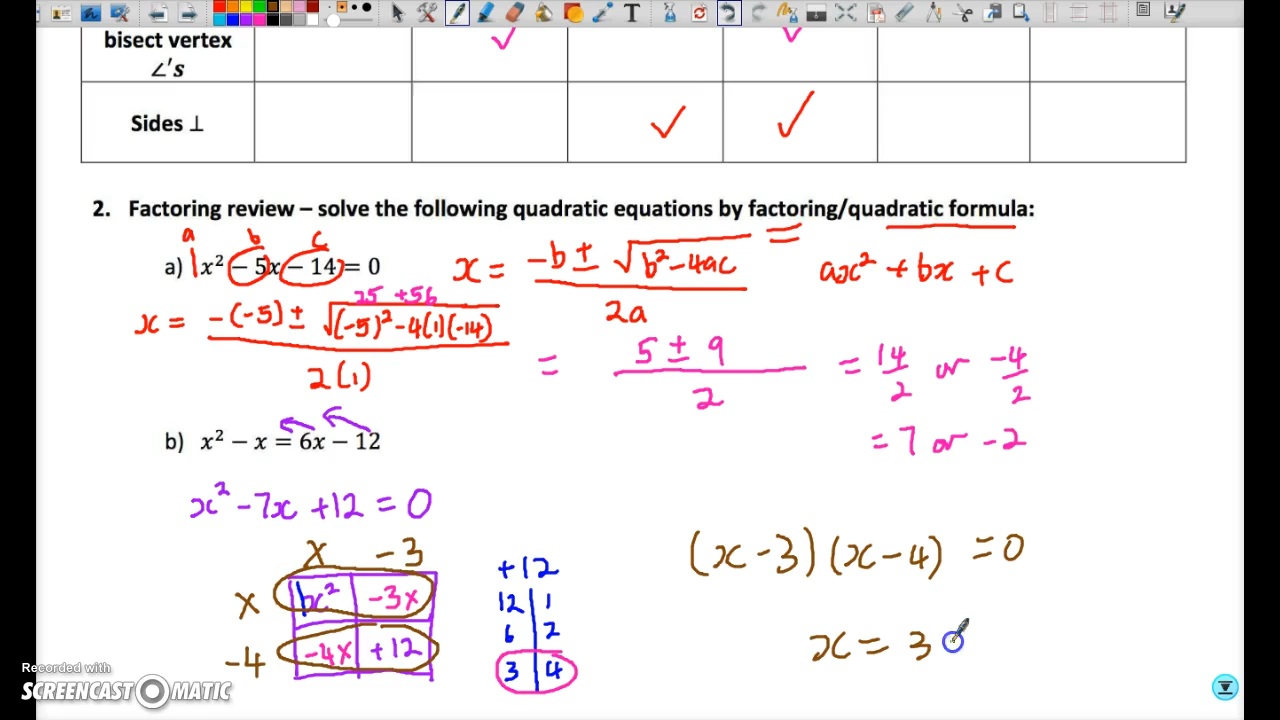 bisect vertex
∠'s
Sides ⊥
2. Factoring review – solve the following quadratic equations by factoring/quadratic formula:
a b c
a) 1x² − 5x − 14 = 0
x = -b ± √b²-4ac
2a
ax² + bx + c
25 +56
x = -(-5) ± √(-5)²-4(1)(-14)
2(1)
= 5 ± 9
2
= 14/2 or -4/2
= 7 or -2
b) x² − x = 6x − 12
x² - 7x + 12 = 0
x -3
x x² -3x
-4 -4x +12
+12
12 1
6 2
3 4
(x-3)(x-4) = 0
x = 3
Recorded with
SCREENCAST O MATIC